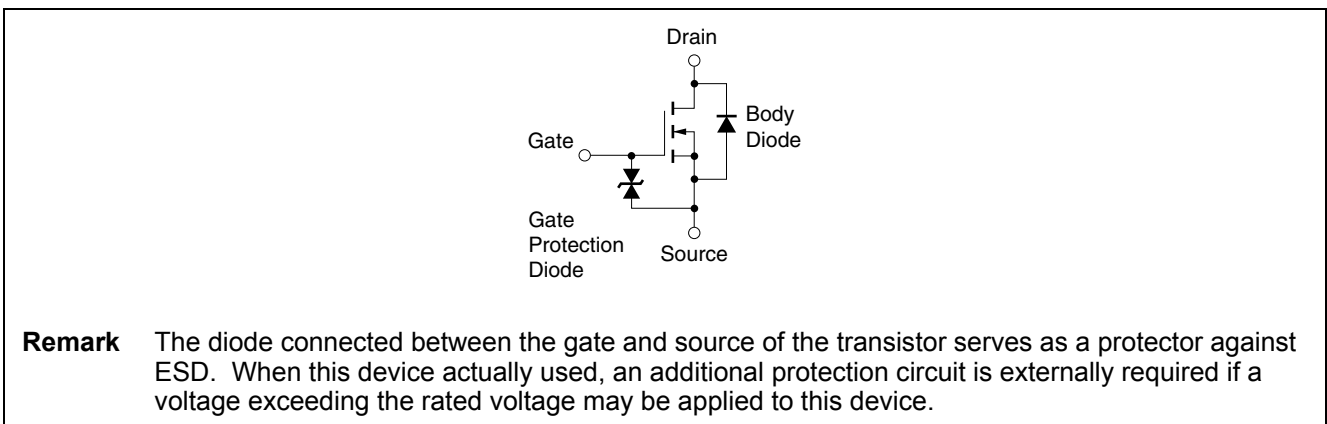 Drain
Body
Diode
Gate
Gate
Protection
Diode
Source
Remark The diode connected between the gate and source of the transistor serves as a protector against
ESD. When this device actually used, an additional protection circuit is externally required if a
voltage exceeding the rated voltage may be applied to this device.